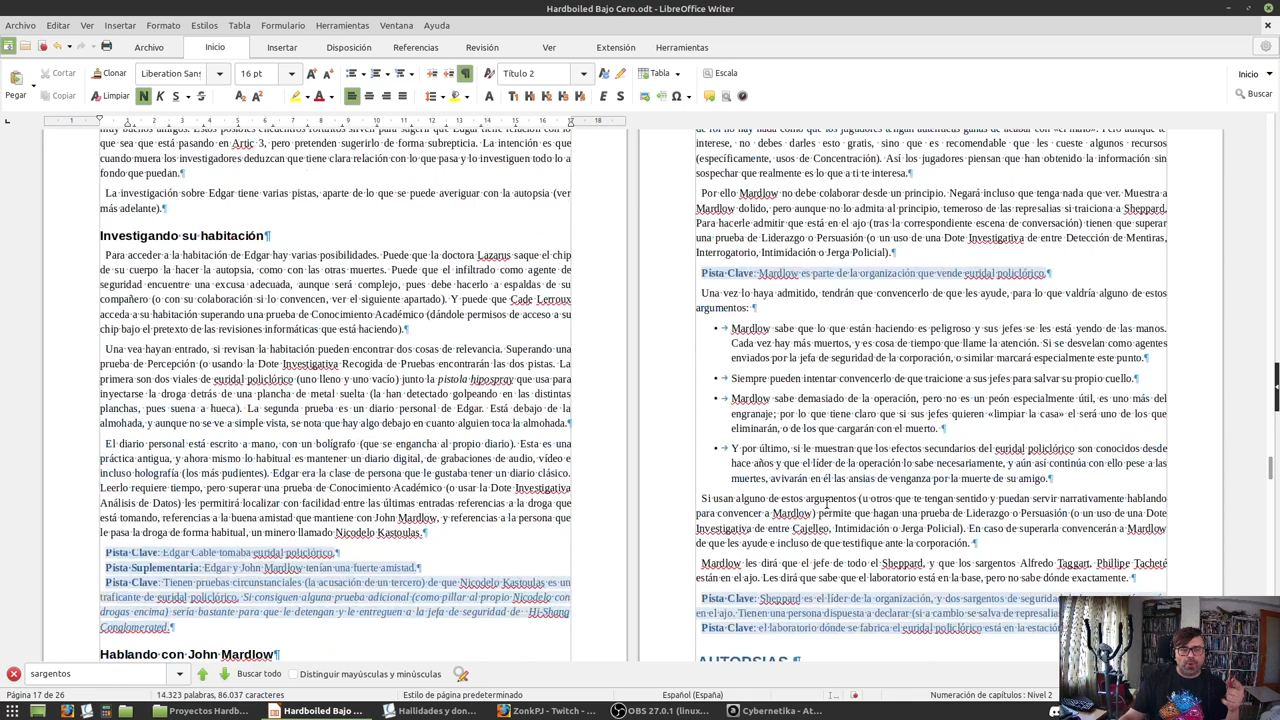 Hardboiled Bajo Cero.odt - LibreOffice Writer
Archivo Editar Ver Insertar Formato Estilos Tabla Formulario Herramientas Ventana Ayuda
Archivo Inicio Insertar Disposición Referencias Revisión Ver Extensión Herramientas
Pegar Cortar Clonar Liberation Sans 16 pt Título 2 Tabla Escala Inicio
Copiar Limpiar Buscar
muy buenos amigos. Estos posibles encuentros fortuitos sirven para sugerir que Edgar tiene relación con lo
que sea que está pasando en Artic 3, pero pretenden sugerirlo de forma subrepticia. La intención es que
cuando muera los investigadores deduzcan que tiene clara relación con lo que pasa y lo investiguen todo lo a
fondo que puedan.¶
La investigación sobre Edgar tiene varias pistas, aparte de lo que se puede averiguar con la autopsia (ver
más adelante).¶
Investigando su habitación¶
Para acceder a la habitación de Edgar hay varias posibilidades. Puede que la doctora Lazarus saque el chip
de su cuerpo la hacer la autopsia, como con las otras muertes. Puede que el infiltrado como agente de
seguridad encuentre una excusa adecuada, aunque será complejo, pues debe hacerlo a espaldas de su
compañero (o con su colaboración si lo convencen, ver el siguiente apartado). Y puede que Cade Lerroux
acceda a su habitación superando una prueba de Conocimiento Académico (dándole permisos de acceso a su
chip bajo el pretexto de las revisiones informáticas que está haciendo).¶
Una vez hayan entrado, si revisan la habitación pueden encontrar dos cosas de relevancia. Superando una
prueba de Percepción (o usando la Dote Investigativa Recogida de Pruebas encontrarán las dos pistas. La
primera son dos viales de euridal policlórico (uno lleno y uno vacío) junto la pistola hipospray que usa para
inyectarse la droga detrás de una plancha de metal suelta (la han detectado golpeando en las distintas
planchas, pues suena a hueca). La segunda prueba es un diario personal de Edgar. Está debajo de la
almohada, y aunque no se ve a simple vista, se nota que hay algo debajo en cuanto alguien toca la almohada.¶
El diario personal está escrito a mano, con un bolígrafo (que se engancha al propio diario). Esta es una
práctica antigua, y ahora mismo lo habitual es mantener un diario digital, de grabaciones de audio, vídeo e
incluso holografía (los más pudientes). Edgar era la clase de persona que le gustaba tener un diario clásico.
Leerlo requiere tiempo, pero superar una prueba de Conocimiento Académico (o usar la Dote Investigativa
Análisis de Datos) les permitirá localizar con facilidad entre las últimas entradas referencias a la droga que
está tomando, referencias a la buena amistad que mantiene con John Mardlow, y referencias a la persona que
le pasa la droga de forma habitual, un minero llamado Nicodelo Kastoulas.¶
Pista Clave: Edgar Cable tomaba euridal policlórico.¶
Pista Suplementaria: Edgar y John Mardlow tenían una fuerte amistad.¶
Pista Clave: Tienen pruebas circunstanciales (la acusación de un tercero) de que Nicodelo Kastoulas es un
traficante de euridal policlórico. Si consiguen alguna prueba adicional (como pillar al propio Nicodelo con
drogas encima) sería bastante para que le detengan y le entreguen a la jefa de seguridad de Hi-Shang
Conglomerated.¶
Hablando con John Mardlow¶
de rol no hay nada como que los jugadores tengan auténticas ganas de acabar con «el malo». Pero aunque te
interese, no debes darles esto gratis, sino que es recomendable que les cueste algunos recursos
(específicamente, usos de Concentración). Así los jugadores piensan que han obtenido la información sin
sospechar que realmente es lo que a ti te interesa.¶
Por ello Mardlow no debe colaborar desde un principio. Negará incluso que tenga nada que ver. Muestra a
Mardlow dolido, pero aunque no lo admita al principio, temeroso de las represalias si traiciona a Sheppard.
Para hacerle admitir que está en el ajo (tras la correspondiente escena de conversación) tienen que superar
una prueba de Liderazgo o Persuasión (o un uso de una Dote Investigativa de entre Detección de Mentiras,
Interrogatorio, Intimidación o Jerga Policial).¶
Pista Clave: Mardlow es parte de la organización que vende euridal policlórico.¶
Una vez lo haya admitido, tendrán que convencerlo de que les ayude, para lo que valdría alguno de estos
argumentos: ¶
• Mardlow sabe que lo que están haciendo es peligroso y sus jefes se les está yendo de las manos.
Cada vez hay más muertos, y es cosa de tiempo que llame la atención. Si se desvelan como agentes
enviados por la jefa de seguridad de la corporación, o similar marcará especialmente este punto.¶
• Siempre pueden intentar convencerlo de que traicione a sus jefes para salvar su propio cuello.¶
• Mardlow sabe demasiado de la operación, pero no es un peón especialmente útil, es uno más del
engranaje; por lo que tiene claro que si sus jefes quieren «limpiar la casa» el será uno de los que
eliminarán, o de los que cargarán con el muerto. ¶
• Y por último, si le muestran que los efectos secundarios del euridal policlórico son conocidos desde
hace años y que el líder de la operación lo sabe necesariamente, y aún así continúa con ello pese a las
muertes, avivarán en él las ansias de venganza por la muerte de su amigo.¶
Si usan alguno de estos argumentos (u otros que te tengan sentido y puedan servir narrativamente hablando
para convencer a Mardlow) permite que hagan una prueba de Liderazgo o Persuasión (o un uso de una Dote
Investigativa de entre Cajelleo, Intimidación o Jerga Policial). En caso de superarla convencerán a Mardlow
de que les ayude e incluso de que testifique ante la corporación. ¶
Mardlow les dirá que el jefe de todo el Sheppard, y que los sargentos Alfredo Taggart, Philipe Tacheté
están en el ajo. Les dirá que sabe que el laboratorio está en la base, pero no sabe dónde exactamente. ¶
Pista Clave: Sheppard es el líder de la organización, y dos sargentos de segurida
en el ajo. Tienen una persona dispuesta a declarar (si a cambio se salva de represalias
Pista Clave: el laboratorio dónde se fabrica el euridal policlórico está en la estación
AUTOPSIAS ¶
sargentos Buscar todo Distinguir mayúsculas y minúsculas
Página 17 de 26 14.323 palabras, 86.037 caracteres Estilo de página predeterminado Español (España) Numeración de capítulos : Nivel 2
Proyectos Hardb... Hardboiled Bajo ... Hailidades y don... ZonkPJ - Twitch - ... OBS 27.0.1 (linux... Cybernetika - At...